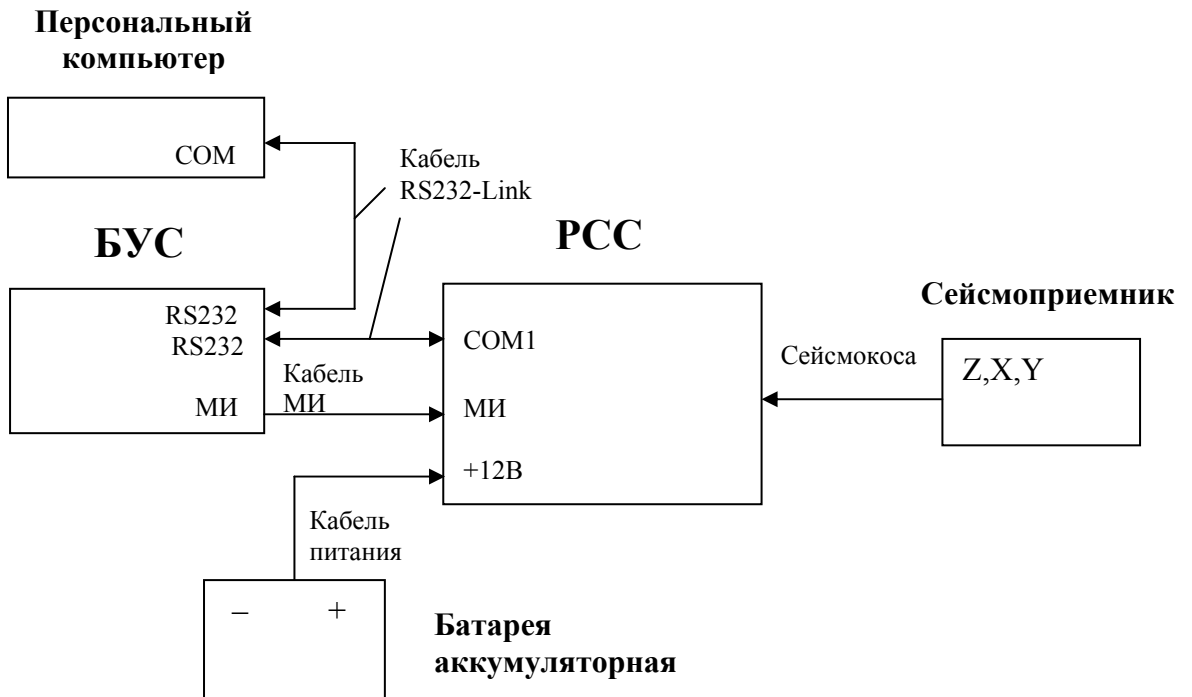 Персональный
компьютер
COM
Кабель
RS232-Link
БУС
РСС
RS232
RS232
МИ
Кабель
МИ
COM1
МИ
+12В
Сейсмокоса
Сейсмоприемник
Z,X,Y
Кабель
питания
– +
Батарея
аккумуляторная